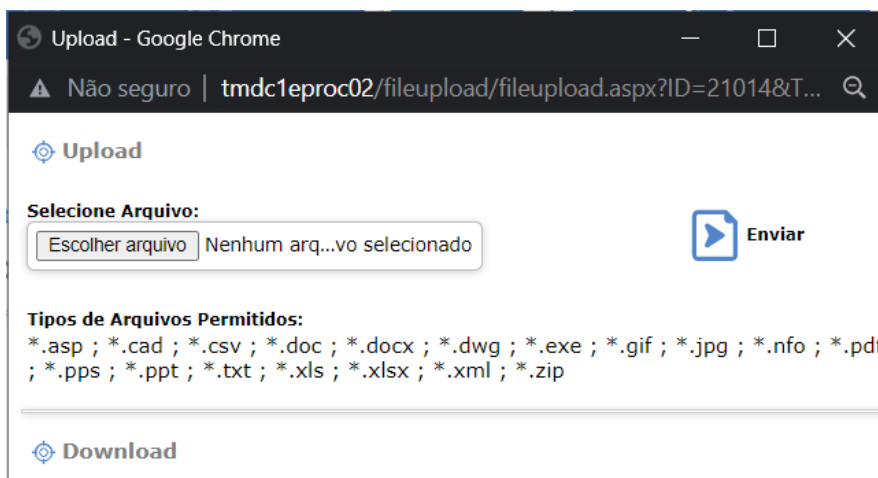 Upload - Google Chrome
Não seguro | tmdc1eproc02/fileupload/fileupload.aspx?ID=21014&T...
Upload
Selecione Arquivo:
Escolher arquivo Nenhum arq...vo selecionado
Enviar
Tipos de Arquivos Permitidos:
*.asp ; *.cad ; *.csv ; *.doc ; *.docx ; *.dwg ; *.exe ; *.gif ; *.jpg ; *.nfo ; *.pdf
; *.pps ; *.ppt ; *.txt ; *.xls ; *.xlsx ; *.xml ; *.zip
Download